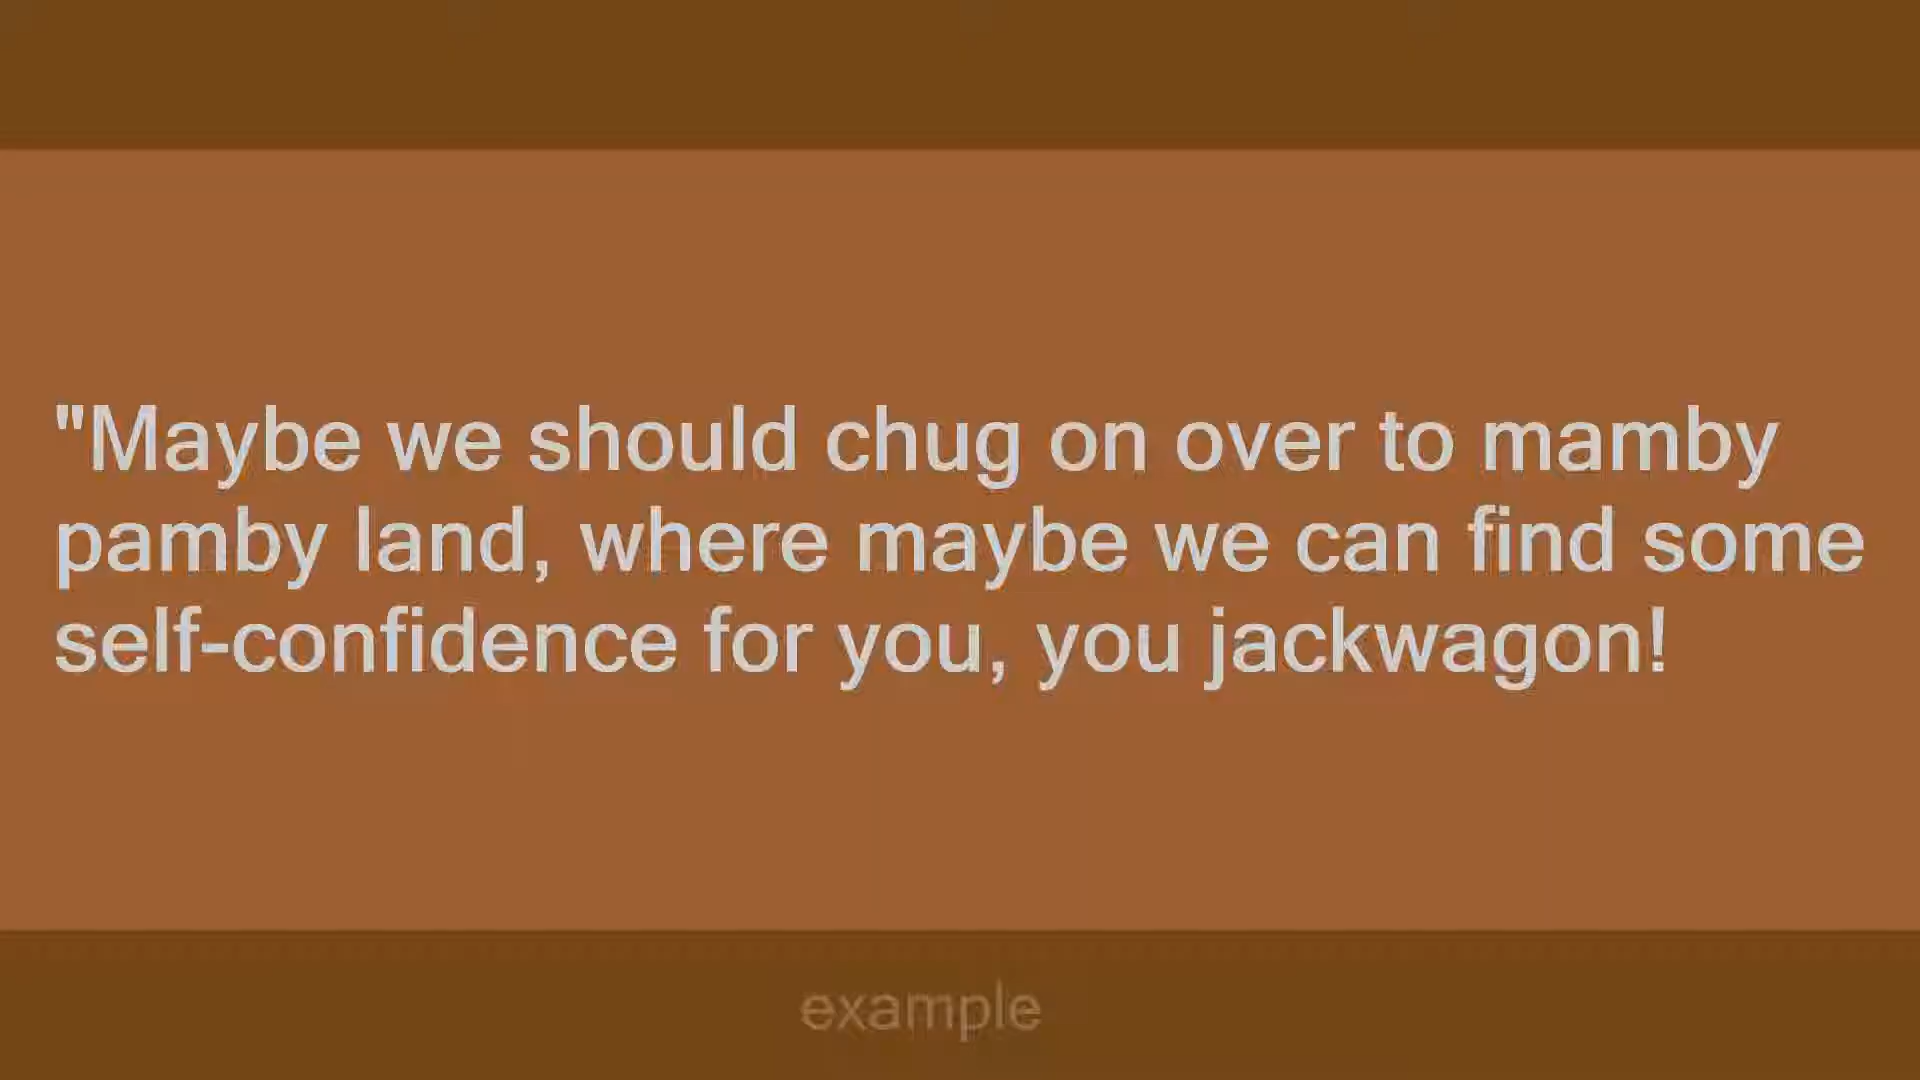 "Maybe we should chug on over to mamby
pamby land, where maybe we can find some
self-confidence for you, you jackwagon!
example